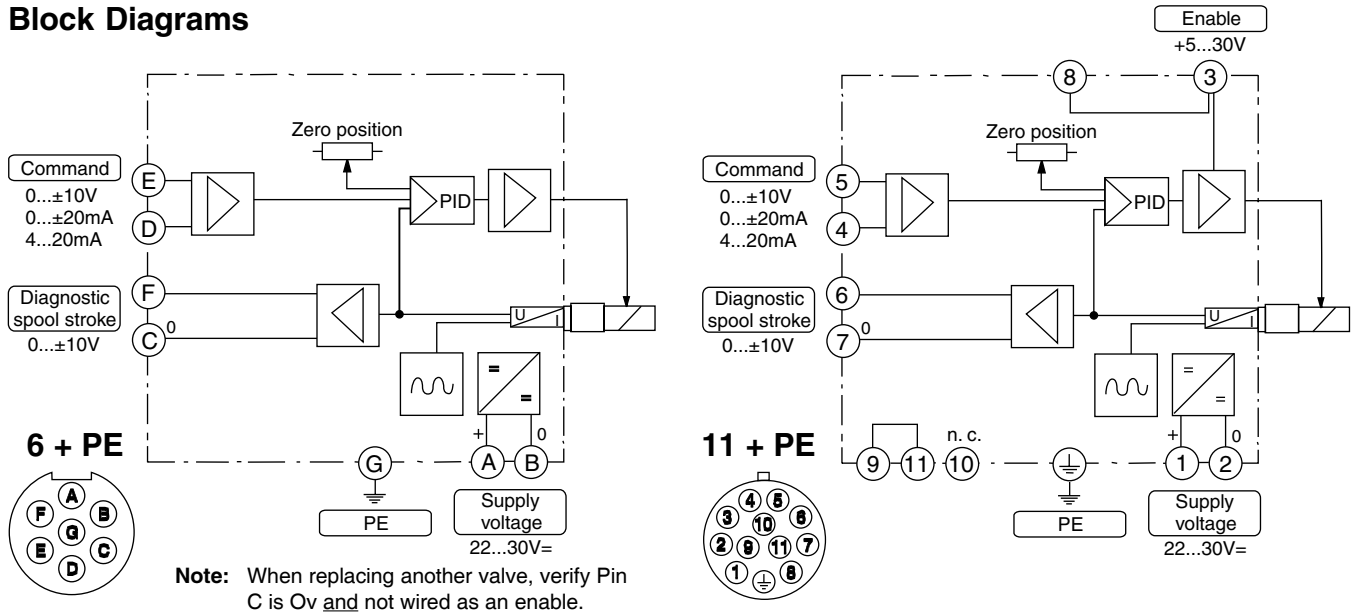 Block Diagrams
Zero position
Command
0...±10V
0...±20mA
4...20mA
E
D
PID
Diagnostic
spool stroke
0...±10V
F
C
0
U
I
=
=
+
0
G
A
B
PE
Supply
voltage
22...30V=
6 + PE
A
F
B
G
E
C
D
Note: When replacing another valve, verify Pin
C is Ov and not wired as an enable.
Enable
+5...30V
8
3
Zero position
Command
0...±10V
0...±20mA
4...20mA
5
4
PID
Diagnostic
spool stroke
0...±10V
6
7
0
U
I
=
=
+
0
n. c.
9
11
10
1
2
PE
Supply
voltage
22...30V=
11 + PE
4
5
3
10
6
2
9
11
7
1
8